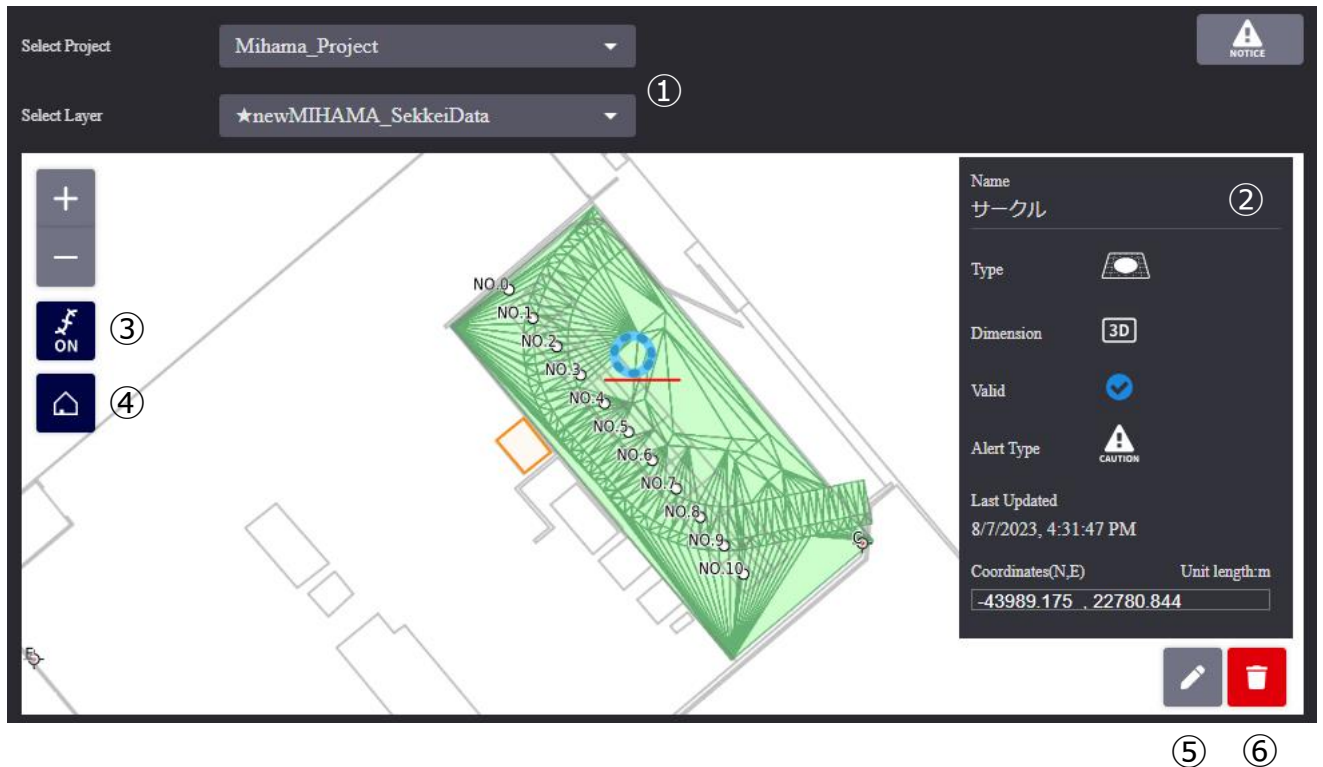 Select Project
Mihama_Project
NOTICE
①
Select Layer
★newMIHAMA_SekkeiData
+
−
ON
③
④
NO.0
NO.1
NO.2
NO.3
NO.4
NO.5
NO.6
NO.7
NO.8
NO.9
NO.10
Name
サークル
②
Type
Dimension
3D
Valid
Alert Type
CAUTION
Last Updated
8/7/2023, 4:31:47 PM
Coordinates(N,E)
Unit length:m
-43989.175 , 22780.844
⑤
⑥